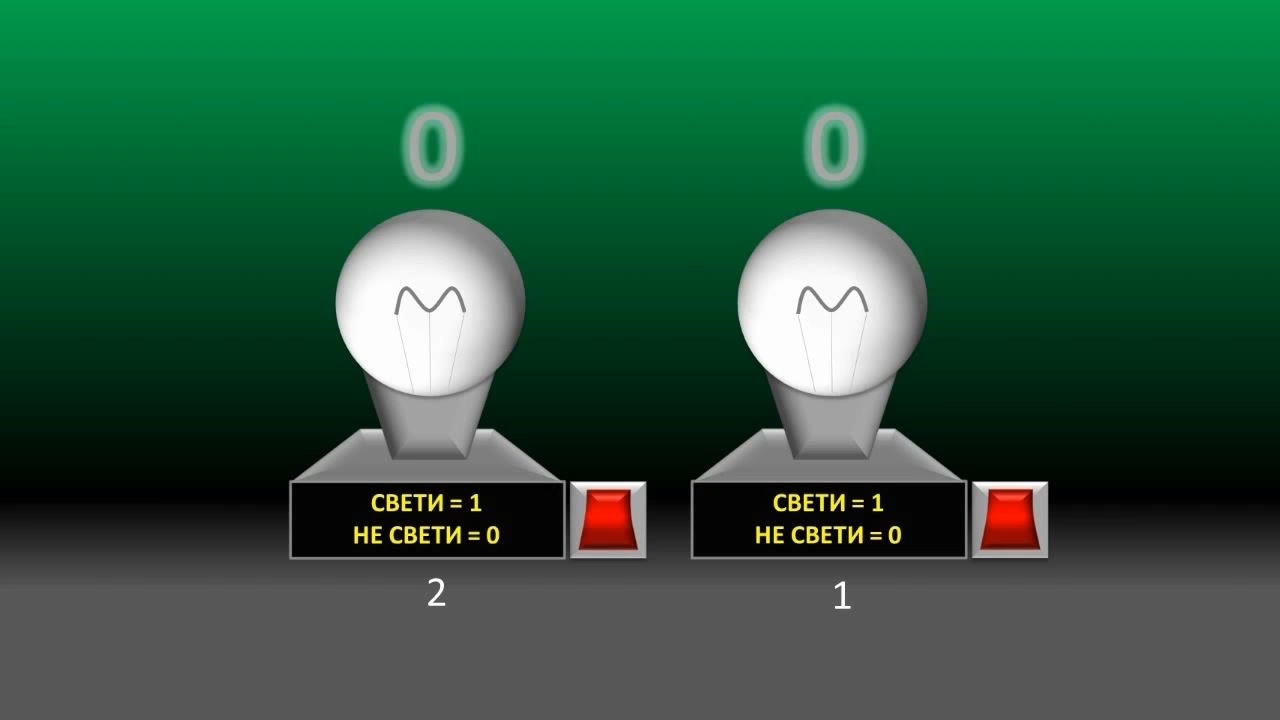 0
0
СВЕТИ = 1
НЕ СВЕТИ = 0
СВЕТИ = 1
НЕ СВЕТИ = 0
2
1